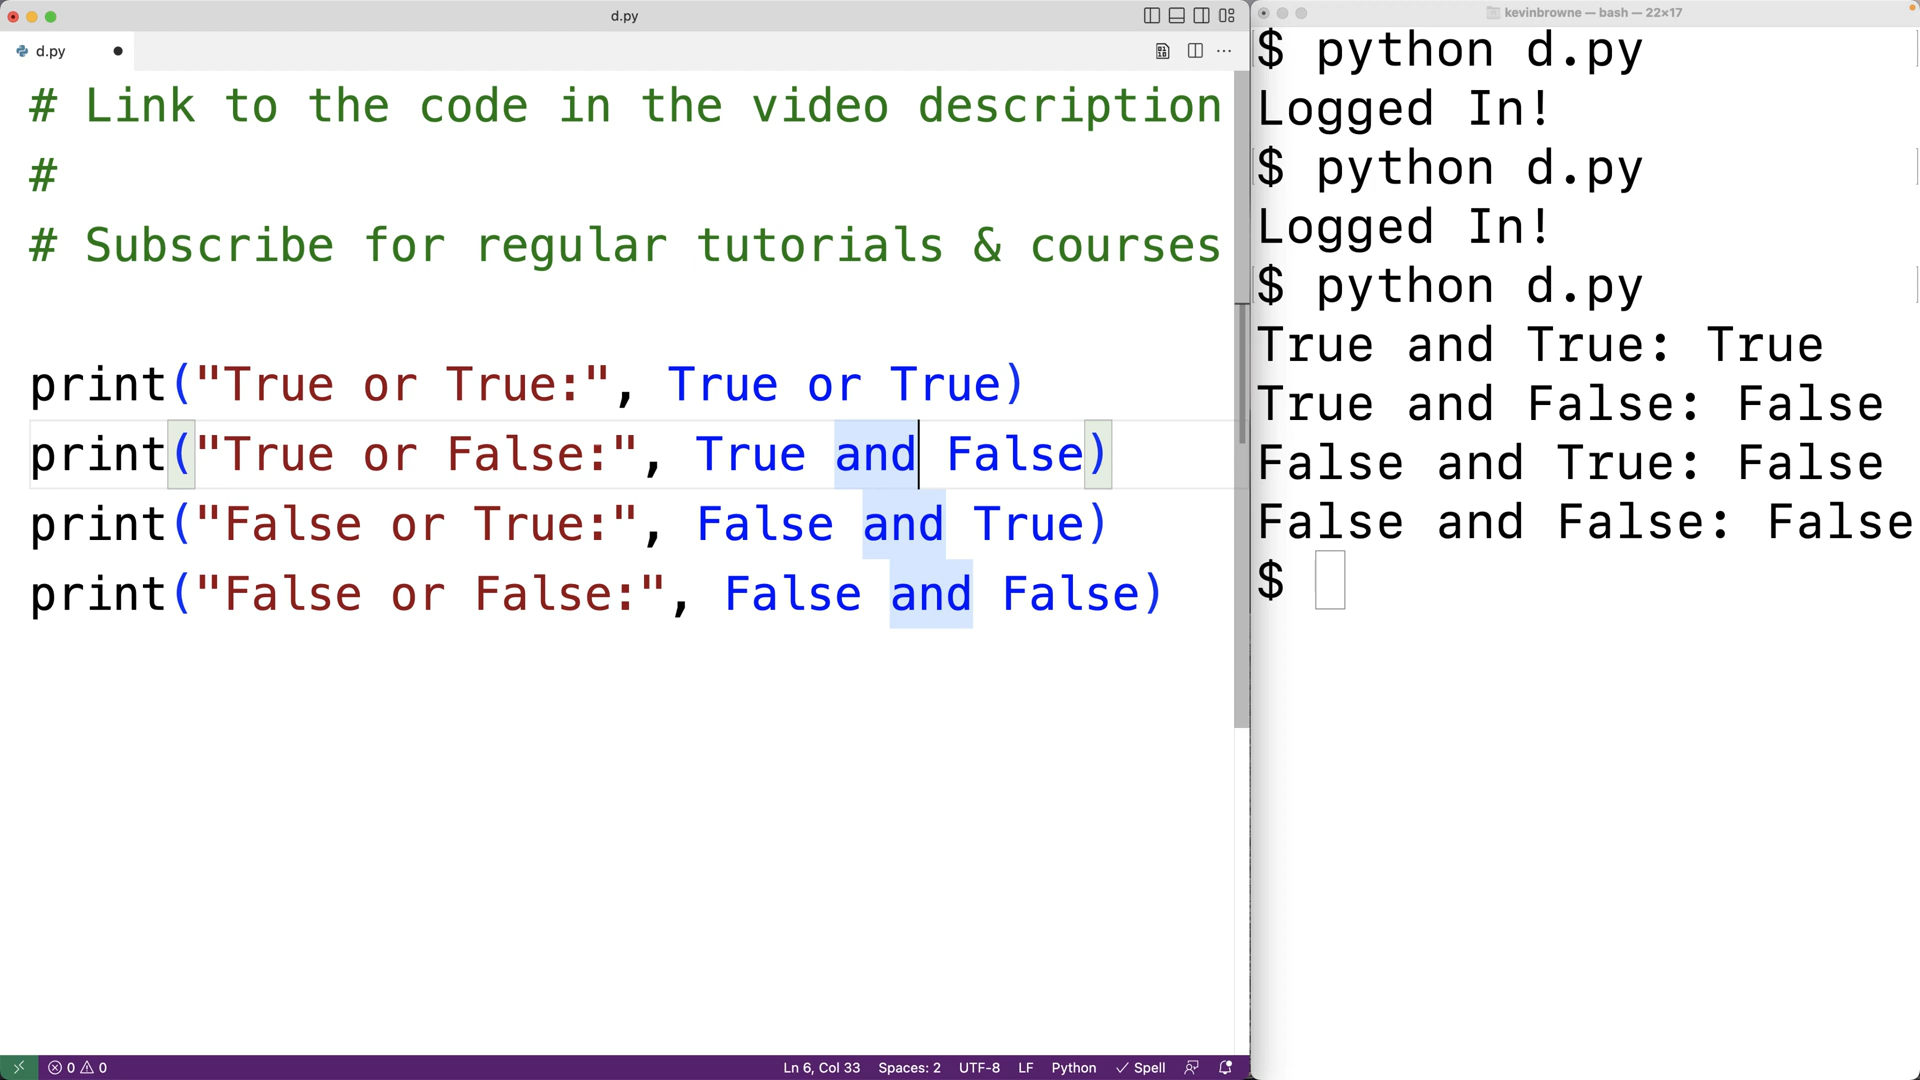 d.py
d.py
# Link to the code in the video description
#
# Subscribe for regular tutorials & courses
print("True or True:", True or True)
print("True or False:", True and False)
print("False or True:", False and True)
print("False or False:", False and False)
0 0
Ln 6, Col 33 Spaces: 2 UTF-8 LF Python Spell
kevinbrowne — bash — 22×17
$ python d.py
Logged In!
$ python d.py
Logged In!
$ python d.py
True and True: True
True and False: False
False and True: False
False and False: False
$